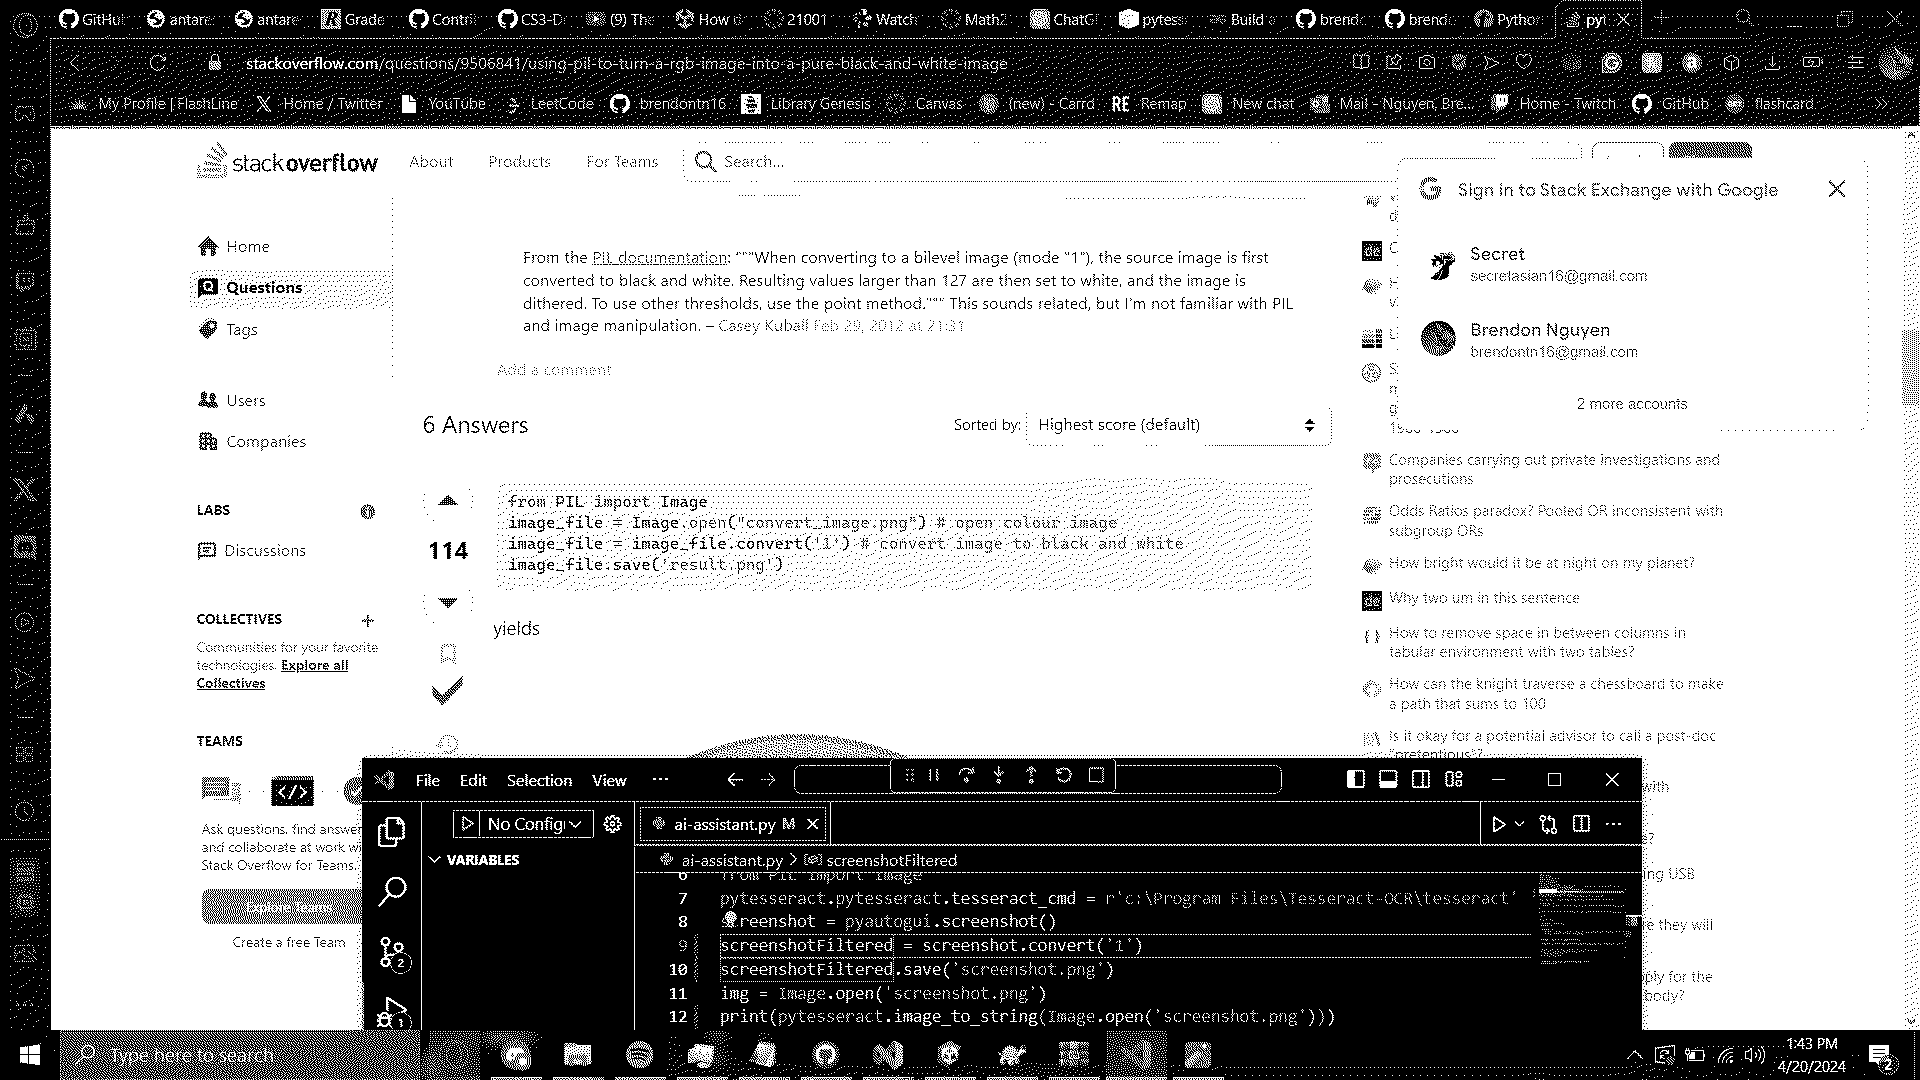 GitHu
antare
antare
Grade
Contri
CS3-D
(9) The
How d
21001
Watch
Math2
ChatG
pytess
Build a
brend
brend
Pythor
pyt
stackoverflow.com/questions/9506841/using-pil-to-turn-a-rgb-image-into-a-pure-black-and-white-image
My Profile | FlashLine
Home / Twitter
YouTube
LeetCode
brendontn16
Library Genesis
Canvas
(new) - Carrd
RE Remap
New chat
Mail - Nguyen, Bre...
Home - Twitch
GitHub
flashcard
stackoverflow
About
Products
For Teams
Search...
Home
Questions
Tags
Users
Companies
LABS
Discussions
COLLECTIVES
Communities for your favorite
technologies. Explore all
Collectives
TEAMS
Ask questions, find answer
and collaborate at work wi
Stack Overflow for Teams.
Create a free Team
From the PIL documentation: """When converting to a bilevel image (mode "1"), the source image is first
converted to black and white. Resulting values larger than 127 are then set to white, and the image is
dithered. To use other thresholds, use the point method.""" This sounds related, but I'm not familiar with PIL
and image manipulation. – Casey Kuball Feb 29, 2012 at 21:31
Add a comment
6 Answers
Sorted by:
Highest score (default)
114
from PIL import Image
image_file = Image.open("convert_image.png") # open colour image
image_file = image_file.convert('1') # convert image to black and white
image_file.save('result.png')
yields
Sign in to Stack Exchange with Google
Secret
secretasian16@gmail.com
Brendon Nguyen
brendontn16@gmail.com
2 more accounts
Companies carrying out private investigations and
prosecutions
Odds Ratios paradox? Pooled OR inconsistent with
subgroup ORs
How bright would it be at night on my planet?
Why two um in this sentence
How to remove space in between columns in
tabular environment with two tables?
How can the knight traverse a chessboard to make
a path that sums to 100
Is it okay for a potential advisor to call a post-doc
"pretentious"?
with
ing USB
e they will
ply for the
body?
File
Edit
Selection
View
No Config
ai-assistant.py M
VARIABLES
ai-assistant.py > screenshotFiltered
6 from PIL import Image
7 pytesseract.pytesseract.tesseract_cmd = r'c:\Program Files\Tesseract-OCR\tesseract'
8 screenshot = pyautogui.screenshot()
9 screenshotFiltered = screenshot.convert('1')
10 screenshotFiltered.save('screenshot.png')
11 img = Image.open('screenshot.png')
12 print(pytesseract.image_to_string(Image.open('screenshot.png')))
Type here to search
1:43 PM
4/20/2024
2